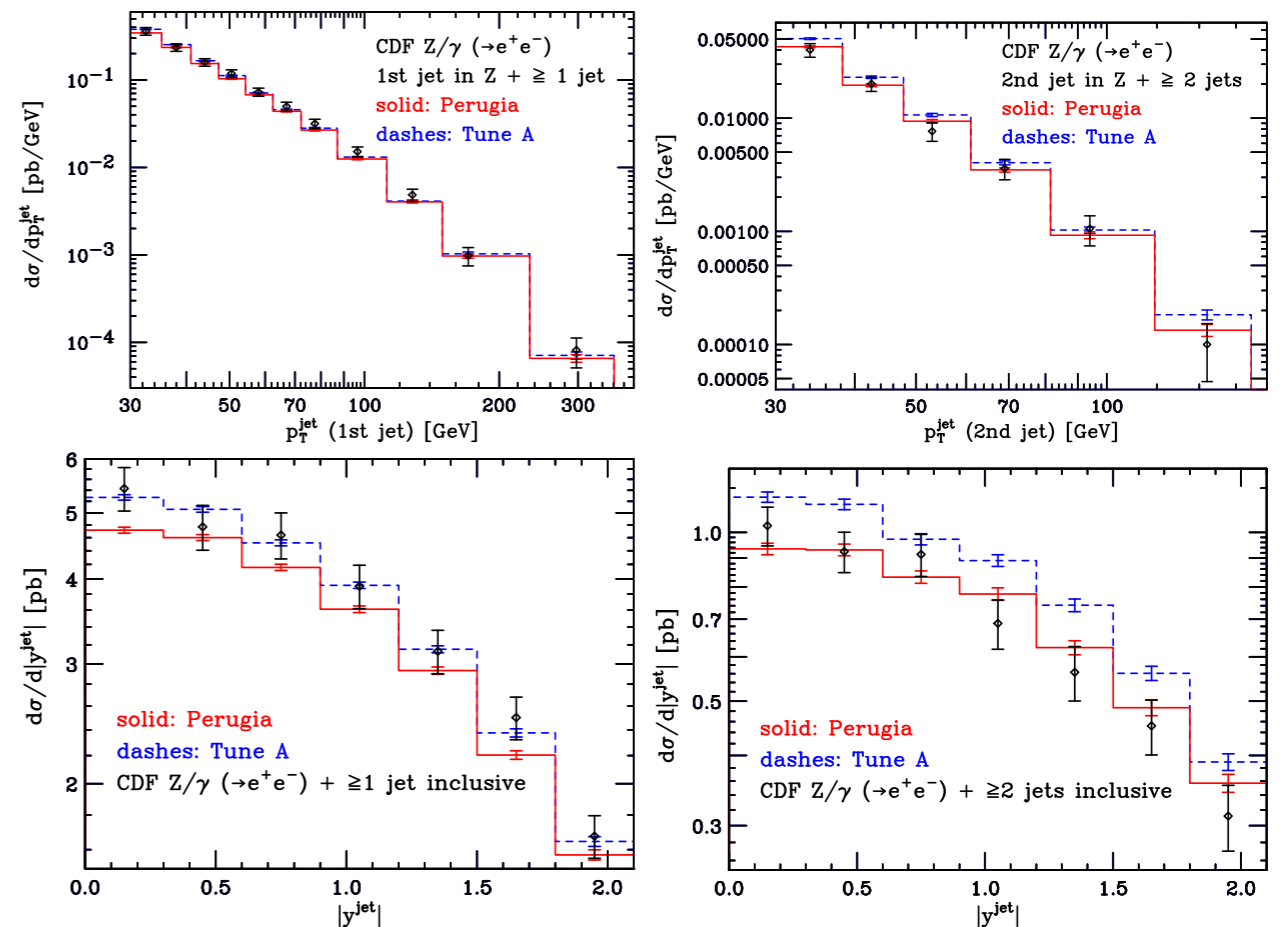 CDF Z/γ (→e⁺e⁻)
1st jet in Z + ≧ 1 jet
solid: Perugia
dashes: Tune A
dσ/dp_T^jet [pb/GeV]
10⁻¹
10⁻²
10⁻³
10⁻⁴
30 50 70 100 200 300
p_T^jet (1st jet) [GeV]
CDF Z/γ (→e⁺e⁻)
2nd jet in Z + ≧ 2 jets
solid: Perugia
dashes: Tune A
dσ/dp_T^jet [pb/GeV]
0.05000
0.01000
0.00500
0.00100
0.00050
0.00010
0.00005
30 50 100
p_T^jet (2nd jet) [GeV]
6
5
4
3
2
dσ/d|y^jet| [pb]
solid: Perugia
dashes: Tune A
CDF Z/γ (→e⁺e⁻) + ≧1 jet inclusive
0.0 0.5 1.0 1.5 2.0
|y^jet|
1.0
0.7
0.5
0.3
dσ/d|y^jet| [pb]
solid: Perugia
dashes: Tune A
CDF Z/γ (→e⁺e⁻) + ≧2 jets inclusive
0.0 0.5 1.0 1.5 2.0
|y^jet|